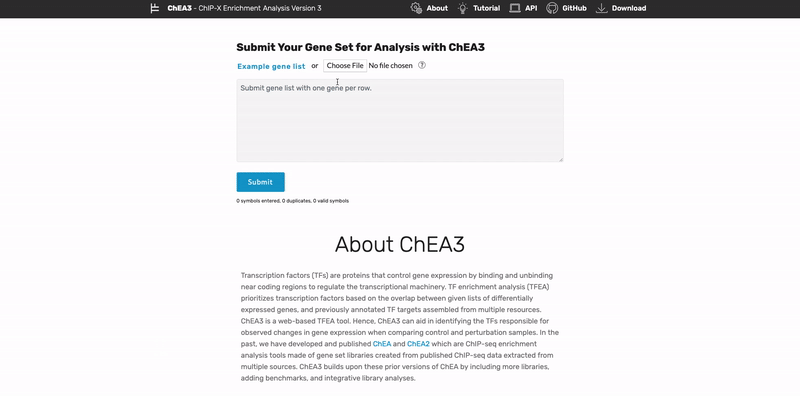 ChEA3 - ChIP-X Enrichment Analysis Version 3
About
Tutorial
API
GitHub
Download
Submit Your Gene Set for Analysis with ChEA3
Example gene list or Choose File No file chosen ?
Submit gene list with one gene per row.
Submit
0 symbols entered, 0 duplicates, 0 valid symbols
About ChEA3
Transcription factors (TFs) are proteins that control gene expression by binding and unbinding
near coding regions to regulate the transcriptional machinery. TF enrichment analysis (TFEA)
prioritizes transcription factors based on the overlap between given lists of differentially
expressed genes, and previously annotated TF targets assembled from multiple resources.
ChEA3 is a web-based TFEA tool. Hence, ChEA3 can aid in identifying the TFs responsible for
observed changes in gene expression when comparing control and perturbation samples. In the
past, we have developed and published ChEA and ChEA2 which are ChIP-seq enrichment
analysis tools made of gene set libraries created from published ChIP-seq data extracted from
multiple sources. ChEA3 builds upon these prior versions of ChEA by including more libraries,
adding benchmarks, and integrative library analyses.